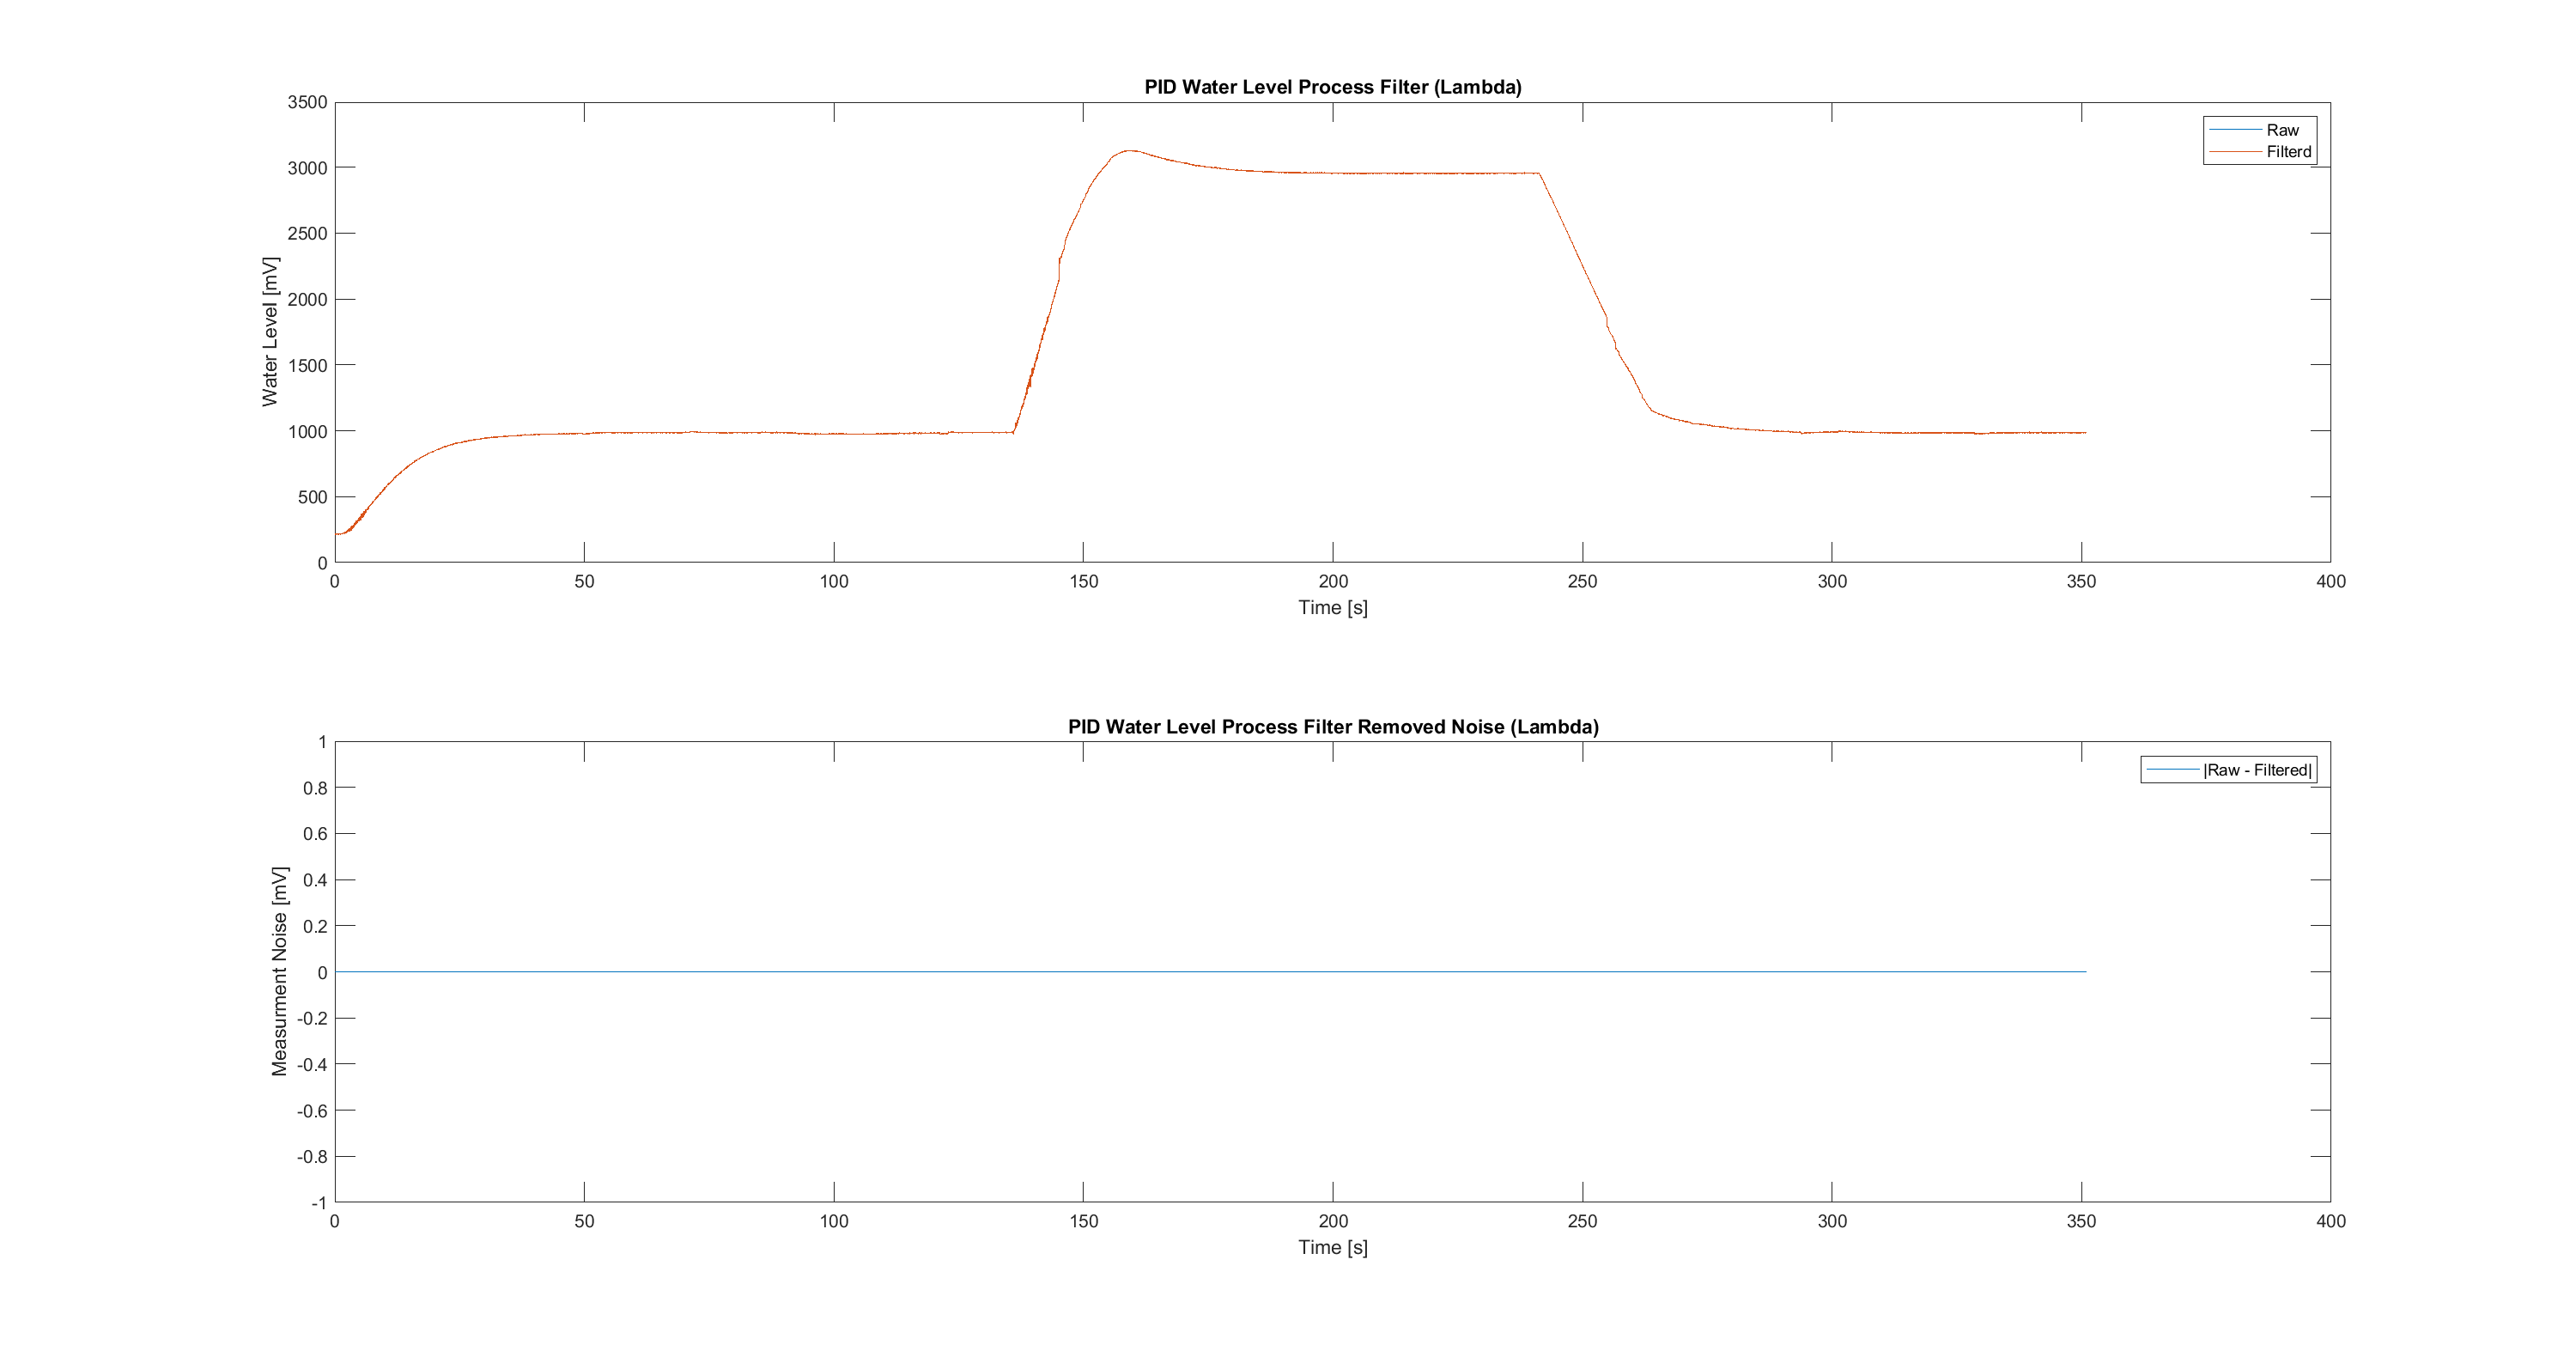 PID Water Level Process Filter (Lambda)
3500
3000
2500
2000
1500
1000
500
0
Water Level [mV]
Raw
Filterd
0 50 100 150 200 250 300 350 400
Time [s]
PID Water Level Process Filter Removed Noise (Lambda)
1
0.8
0.6
0.4
0.2
0
-0.2
-0.4
-0.6
-0.8
-1
Measurment Noise [mV]
|Raw - Filtered|
0 50 100 150 200 250 300 350 400
Time [s]